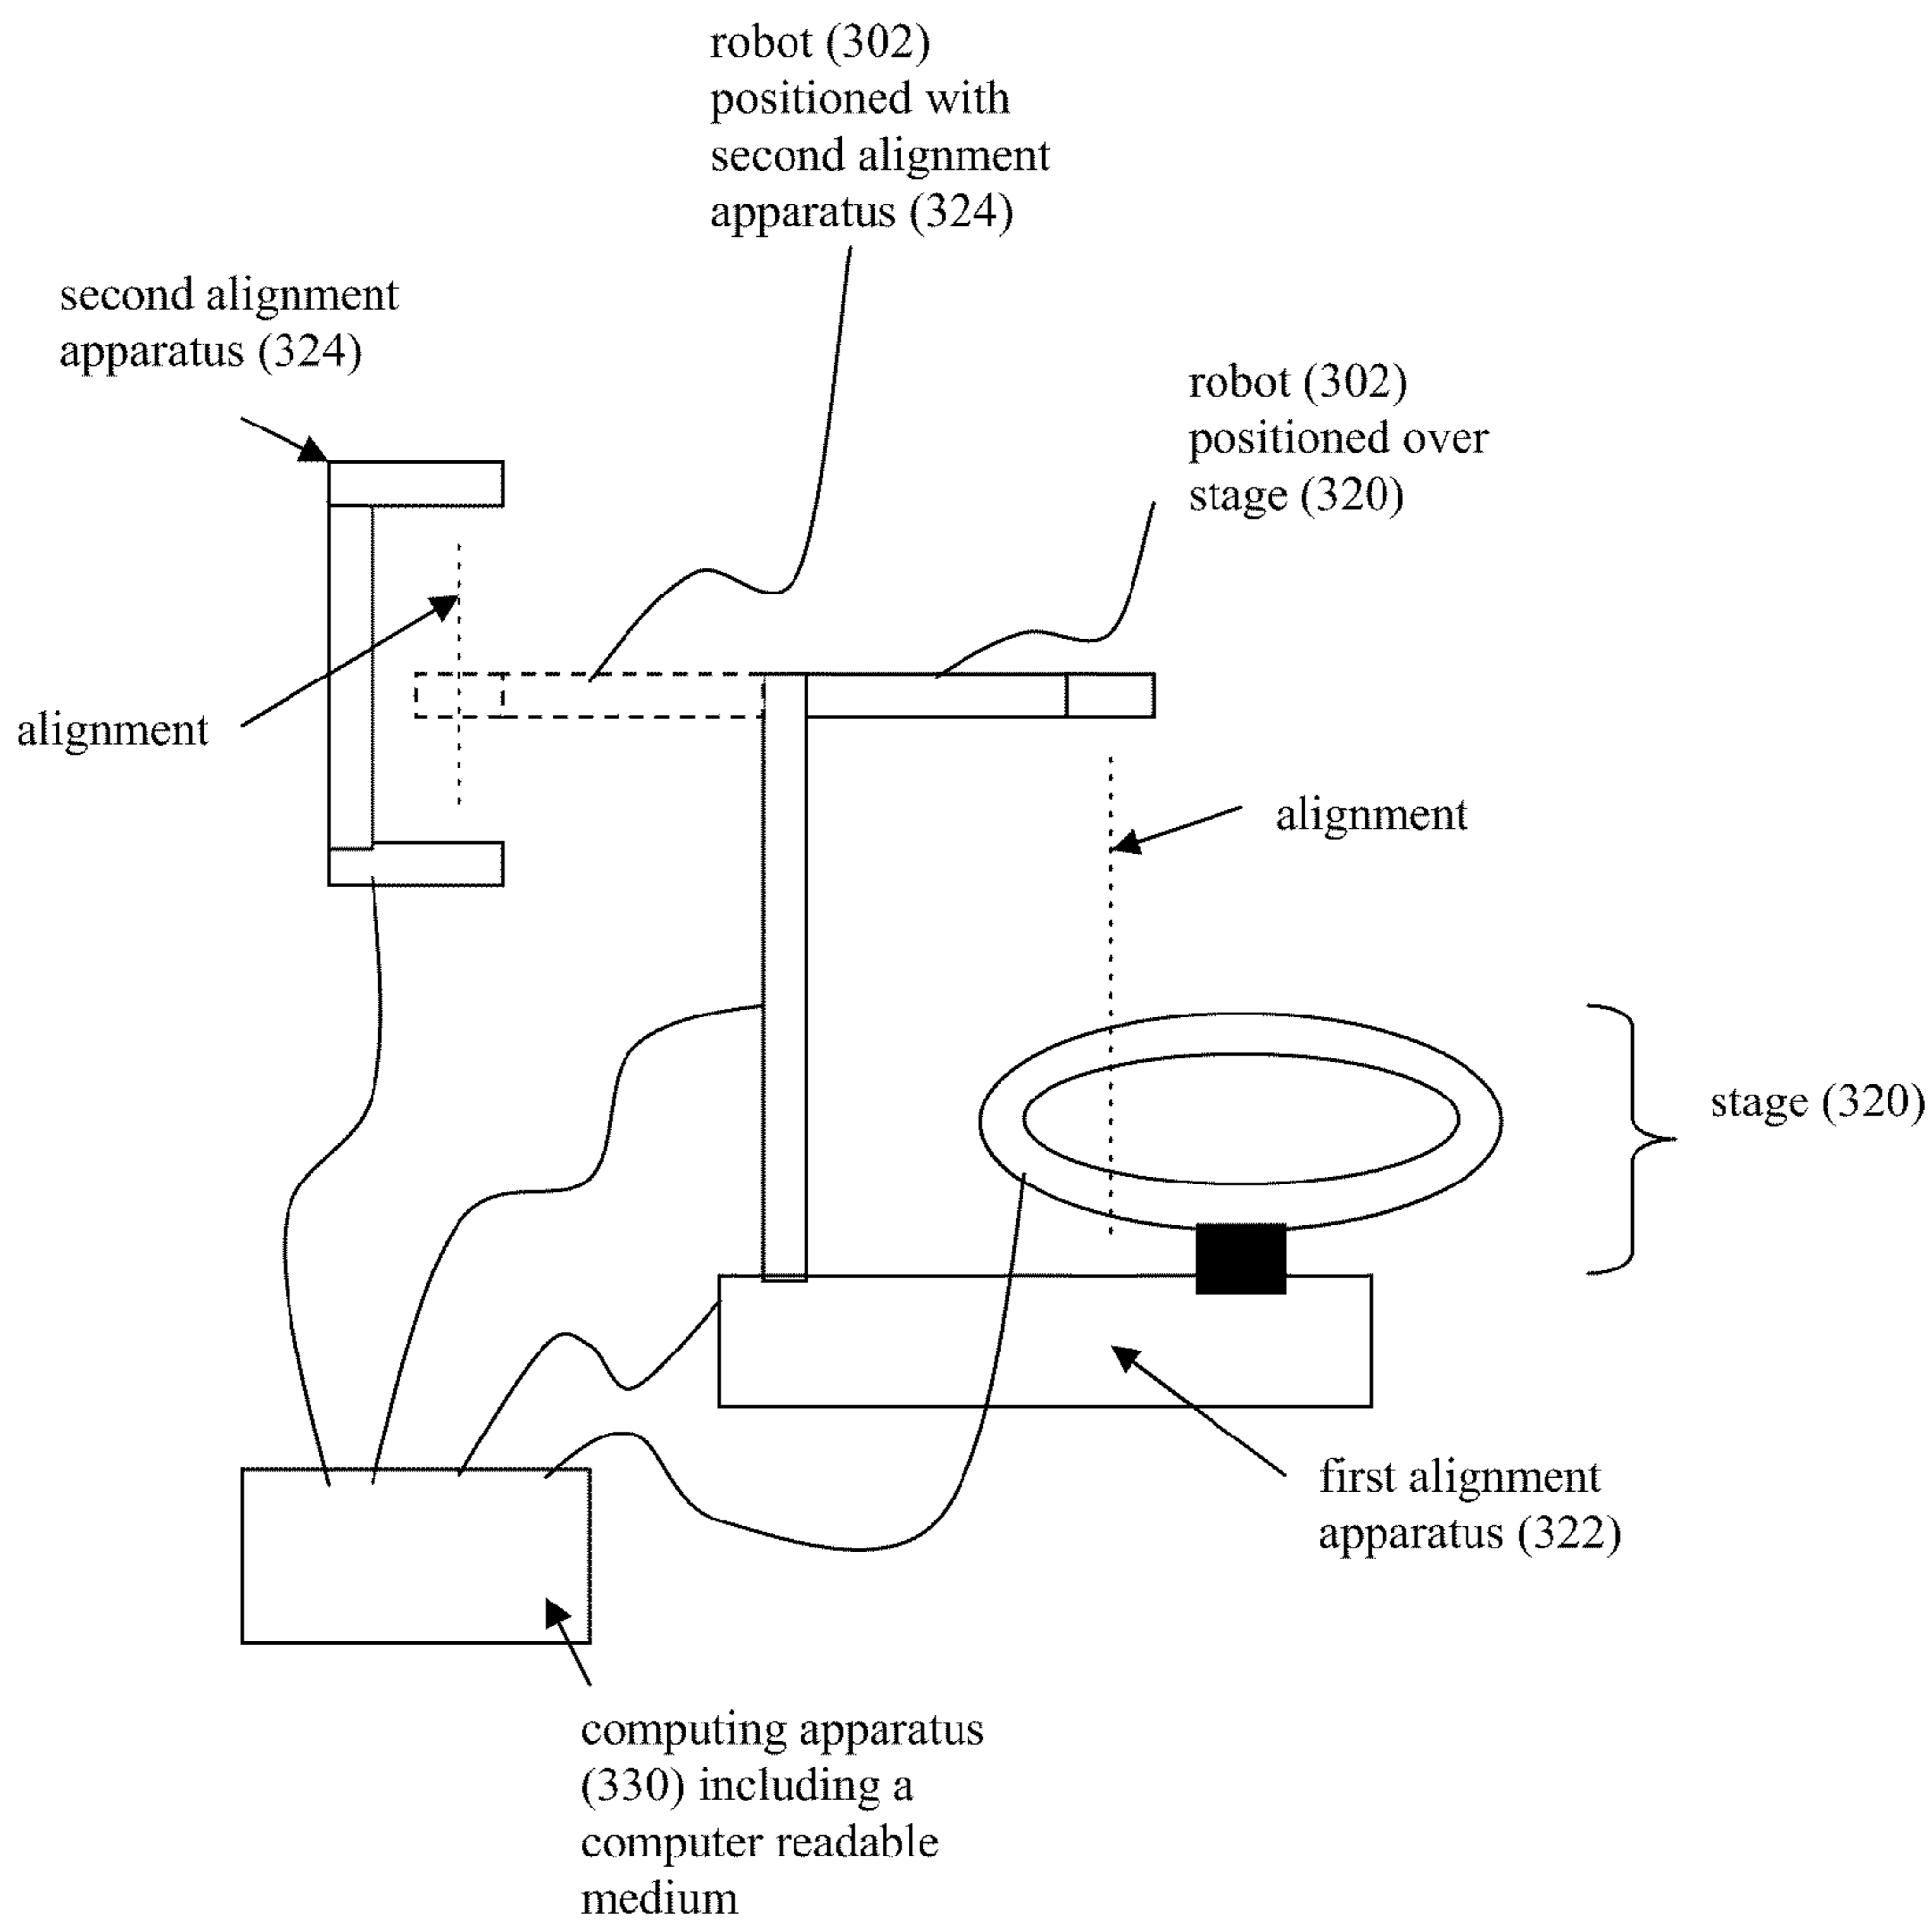 robot (302)
positioned with
second alignment
apparatus (324)
second alignment
apparatus (324)
robot (302)
positioned over
stage (320)
alignment
alignment
stage (320)
first alignment
apparatus (322)
computing apparatus
(330) including a
computer readable
medium